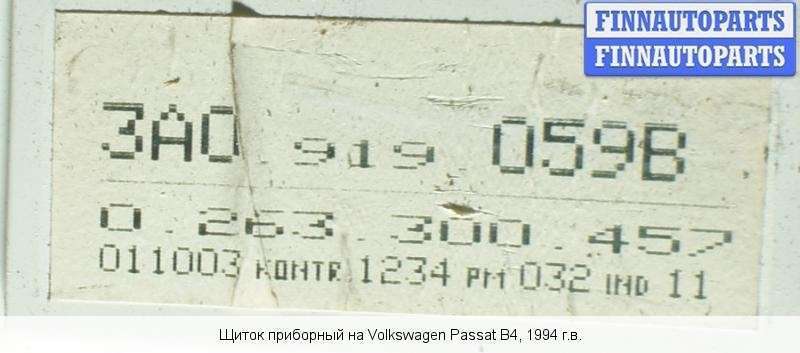 FINNAUTOPARTS
FINNAUTOPARTS
3A0 919 059B
0.263.300.457
011003 KONTR 1234 PM 032 IND 11
Щиток приборный на Volkswagen Passat B4, 1994 г.в.